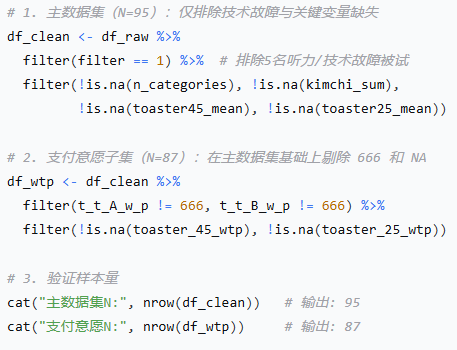 # 1. 主数据集（N=95）：仅排除技术故障与关键变量缺失
df_clean <- df_raw %>%
  filter(filter == 1) %>%  # 排除5名听力/技术故障被试
  filter(!is.na(n_categories), !is.na(kimchi_sum),
         !is.na(toaster45_mean), !is.na(toaster25_mean))
# 2. 支付意愿子集（N=87）：在主数据集基础上剔除 666 和 NA
df_wtp <- df_clean %>%
  filter(t_t_A_w_p != 666, t_t_B_w_p != 666) %>%
  filter(!is.na(toaster_45_wtp), !is.na(toaster_25_wtp))
# 3. 验证样本量
cat("主数据集N:", nrow(df_clean))   # 输出: 95
cat("支付意愿N:", nrow(df_wtp))     # 输出: 87